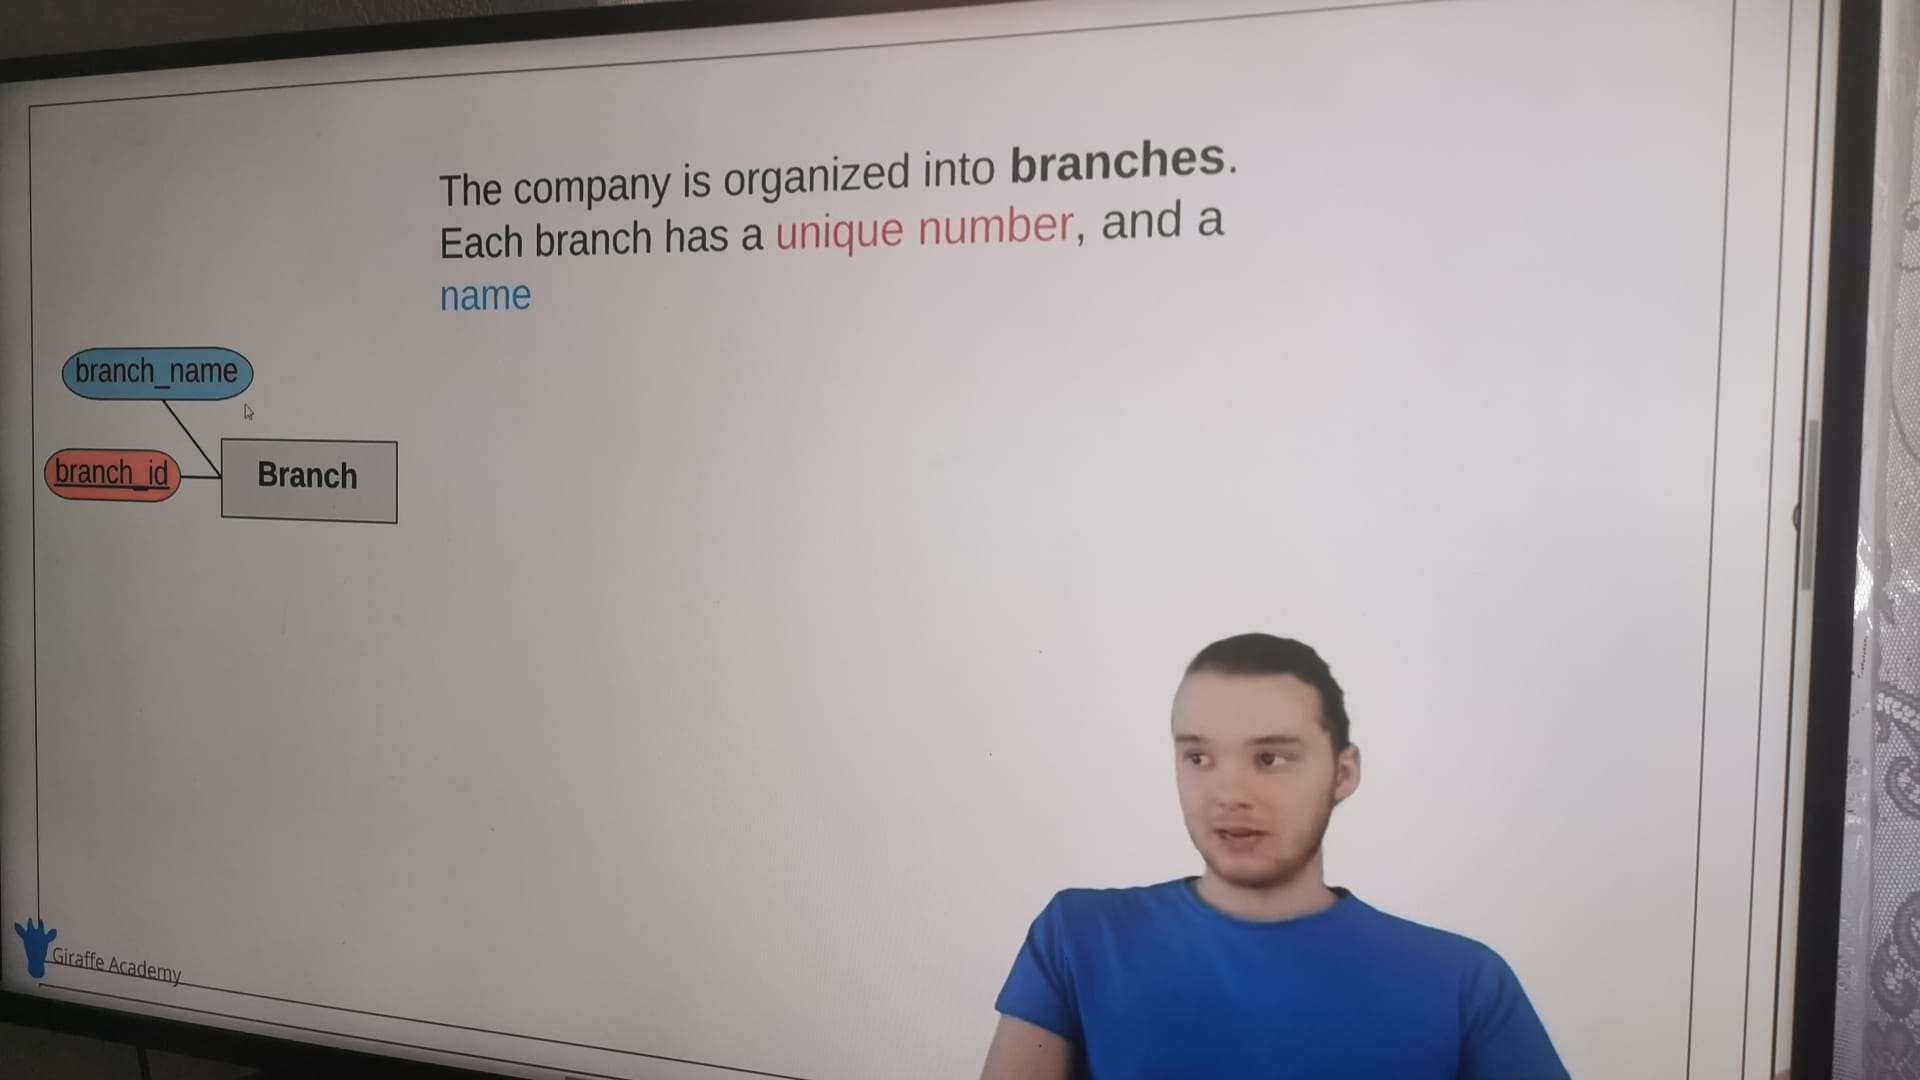 The company is organized into branches.
Each branch has a unique number, and a
name
branch_name
branch_id
Branch
Giraffe Academy